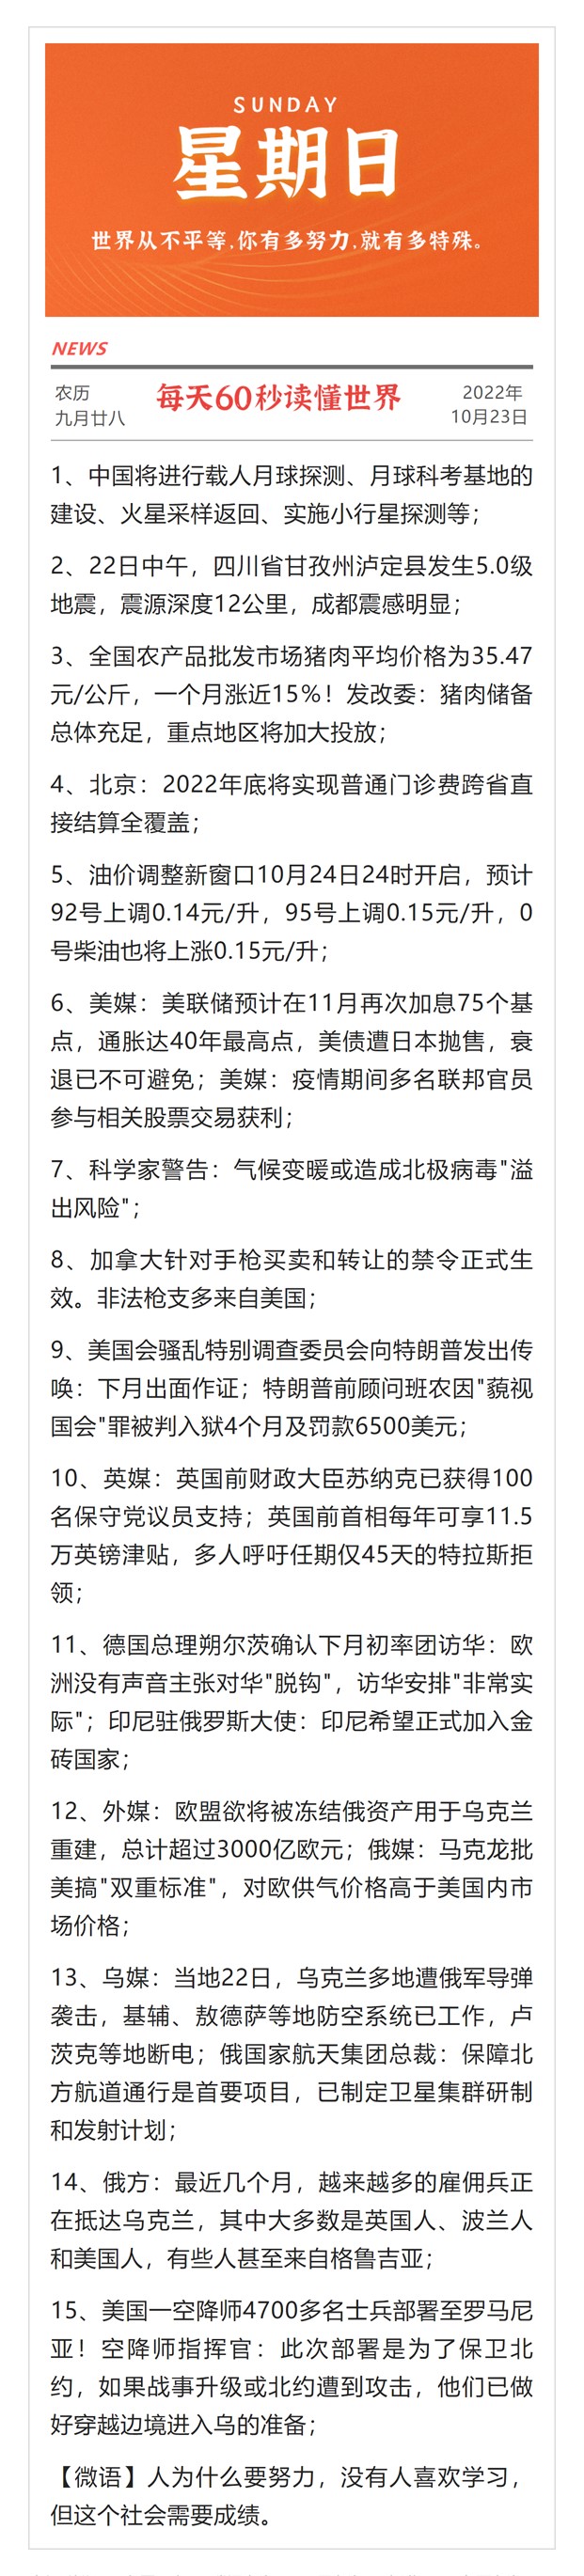 SUNDAY
星期日
世界从不平等,你有多努力,就有多特殊。
NEWS
农历
九月廿八
每天60秒读懂世界
2022年
10月23日
1、中国将进行载人月球探测、月球科考基地的
建设、火星采样返回、实施小行星探测等；
2、22日中午，四川省甘孜州泸定县发生5.0级
地震，震源深度12公里，成都震感明显；
3、全国农产品批发市场猪肉平均价格为35.47
元/公斤，一个月涨近15%！发改委：猪肉储备
总体充足，重点地区将加大投放；
4、北京：2022年底将实现普通门诊费跨省直
接结算全覆盖；
5、油价调整新窗口10月24日24时开启，预计
92号上调0.14元/升，95号上调0.15元/升，0
号柴油也将上涨0.15元/升；
6、美媒：美联储预计在11月再次加息75个基
点，通胀达40年最高点，美债遭日本抛售，衰
退已不可避免；美媒：疫情期间多名联邦官员
参与相关股票交易获利；
7、科学家警告：气候变暖或造成北极病毒"溢
出风险"；
8、加拿大针对手枪买卖和转让的禁令正式生
效。非法枪支多来自美国；
9、美国会骚乱特别调查委员会向特朗普发出传
唤：下月出面作证；特朗普前顾问班农因"藐视
国会"罪被判入狱4个月及罚款6500美元；
10、英媒：英国前财政大臣苏纳克已获得100
名保守党议员支持；英国前首相每年可享11.5
万英镑津贴，多人呼吁任期仅45天的特拉斯拒
领；
11、德国总理朔尔茨确认下月初率团访华：欧
洲没有声音主张对华"脱钩"，访华安排"非常实
际"；印尼驻俄罗斯大使：印尼希望正式加入金
砖国家；
12、外媒：欧盟欲将被冻结俄资产用于乌克兰
重建，总计超过3000亿欧元；俄媒：马克龙批
美搞"双重标准"，对欧供气价格高于美国内市
场价格；
13、乌媒：当地22日，乌克兰多地遭俄军导弹
袭击，基辅、敖德萨等地防空系统已工作，卢
茨克等地断电；俄国家航天集团总裁：保障北
方航道通行是首要项目，已制定卫星集群研制
和发射计划；
14、俄方：最近几个月，越来越多的雇佣兵正
在抵达乌克兰，其中大多数是英国人、波兰人
和美国人，有些人甚至来自格鲁吉亚；
15、美国一空降师4700多名士兵部署至罗马尼
亚！空降师指挥官：此次部署是为了保卫北
约，如果战事升级或北约遭到攻击，他们已做
好穿越边境进入乌的准备；
【微语】人为什么要努力，没有人喜欢学习，
但这个社会需要成绩。